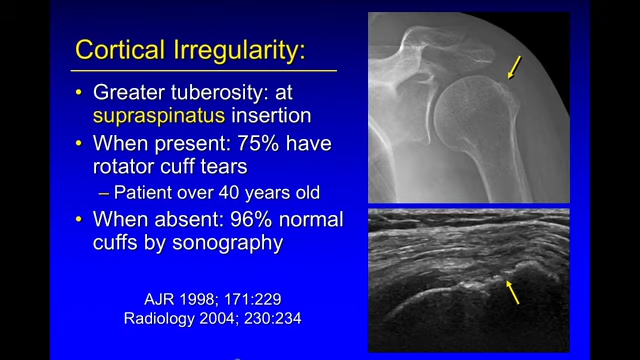 Cortical Irregularity:
• Greater tuberosity: at
supraspinatus insertion
• When present: 75% have
rotator cuff tears
– Patient over 40 years old
• When absent: 96% normal
cuffs by sonography
AJR 1998; 171:229
Radiology 2004; 230:234